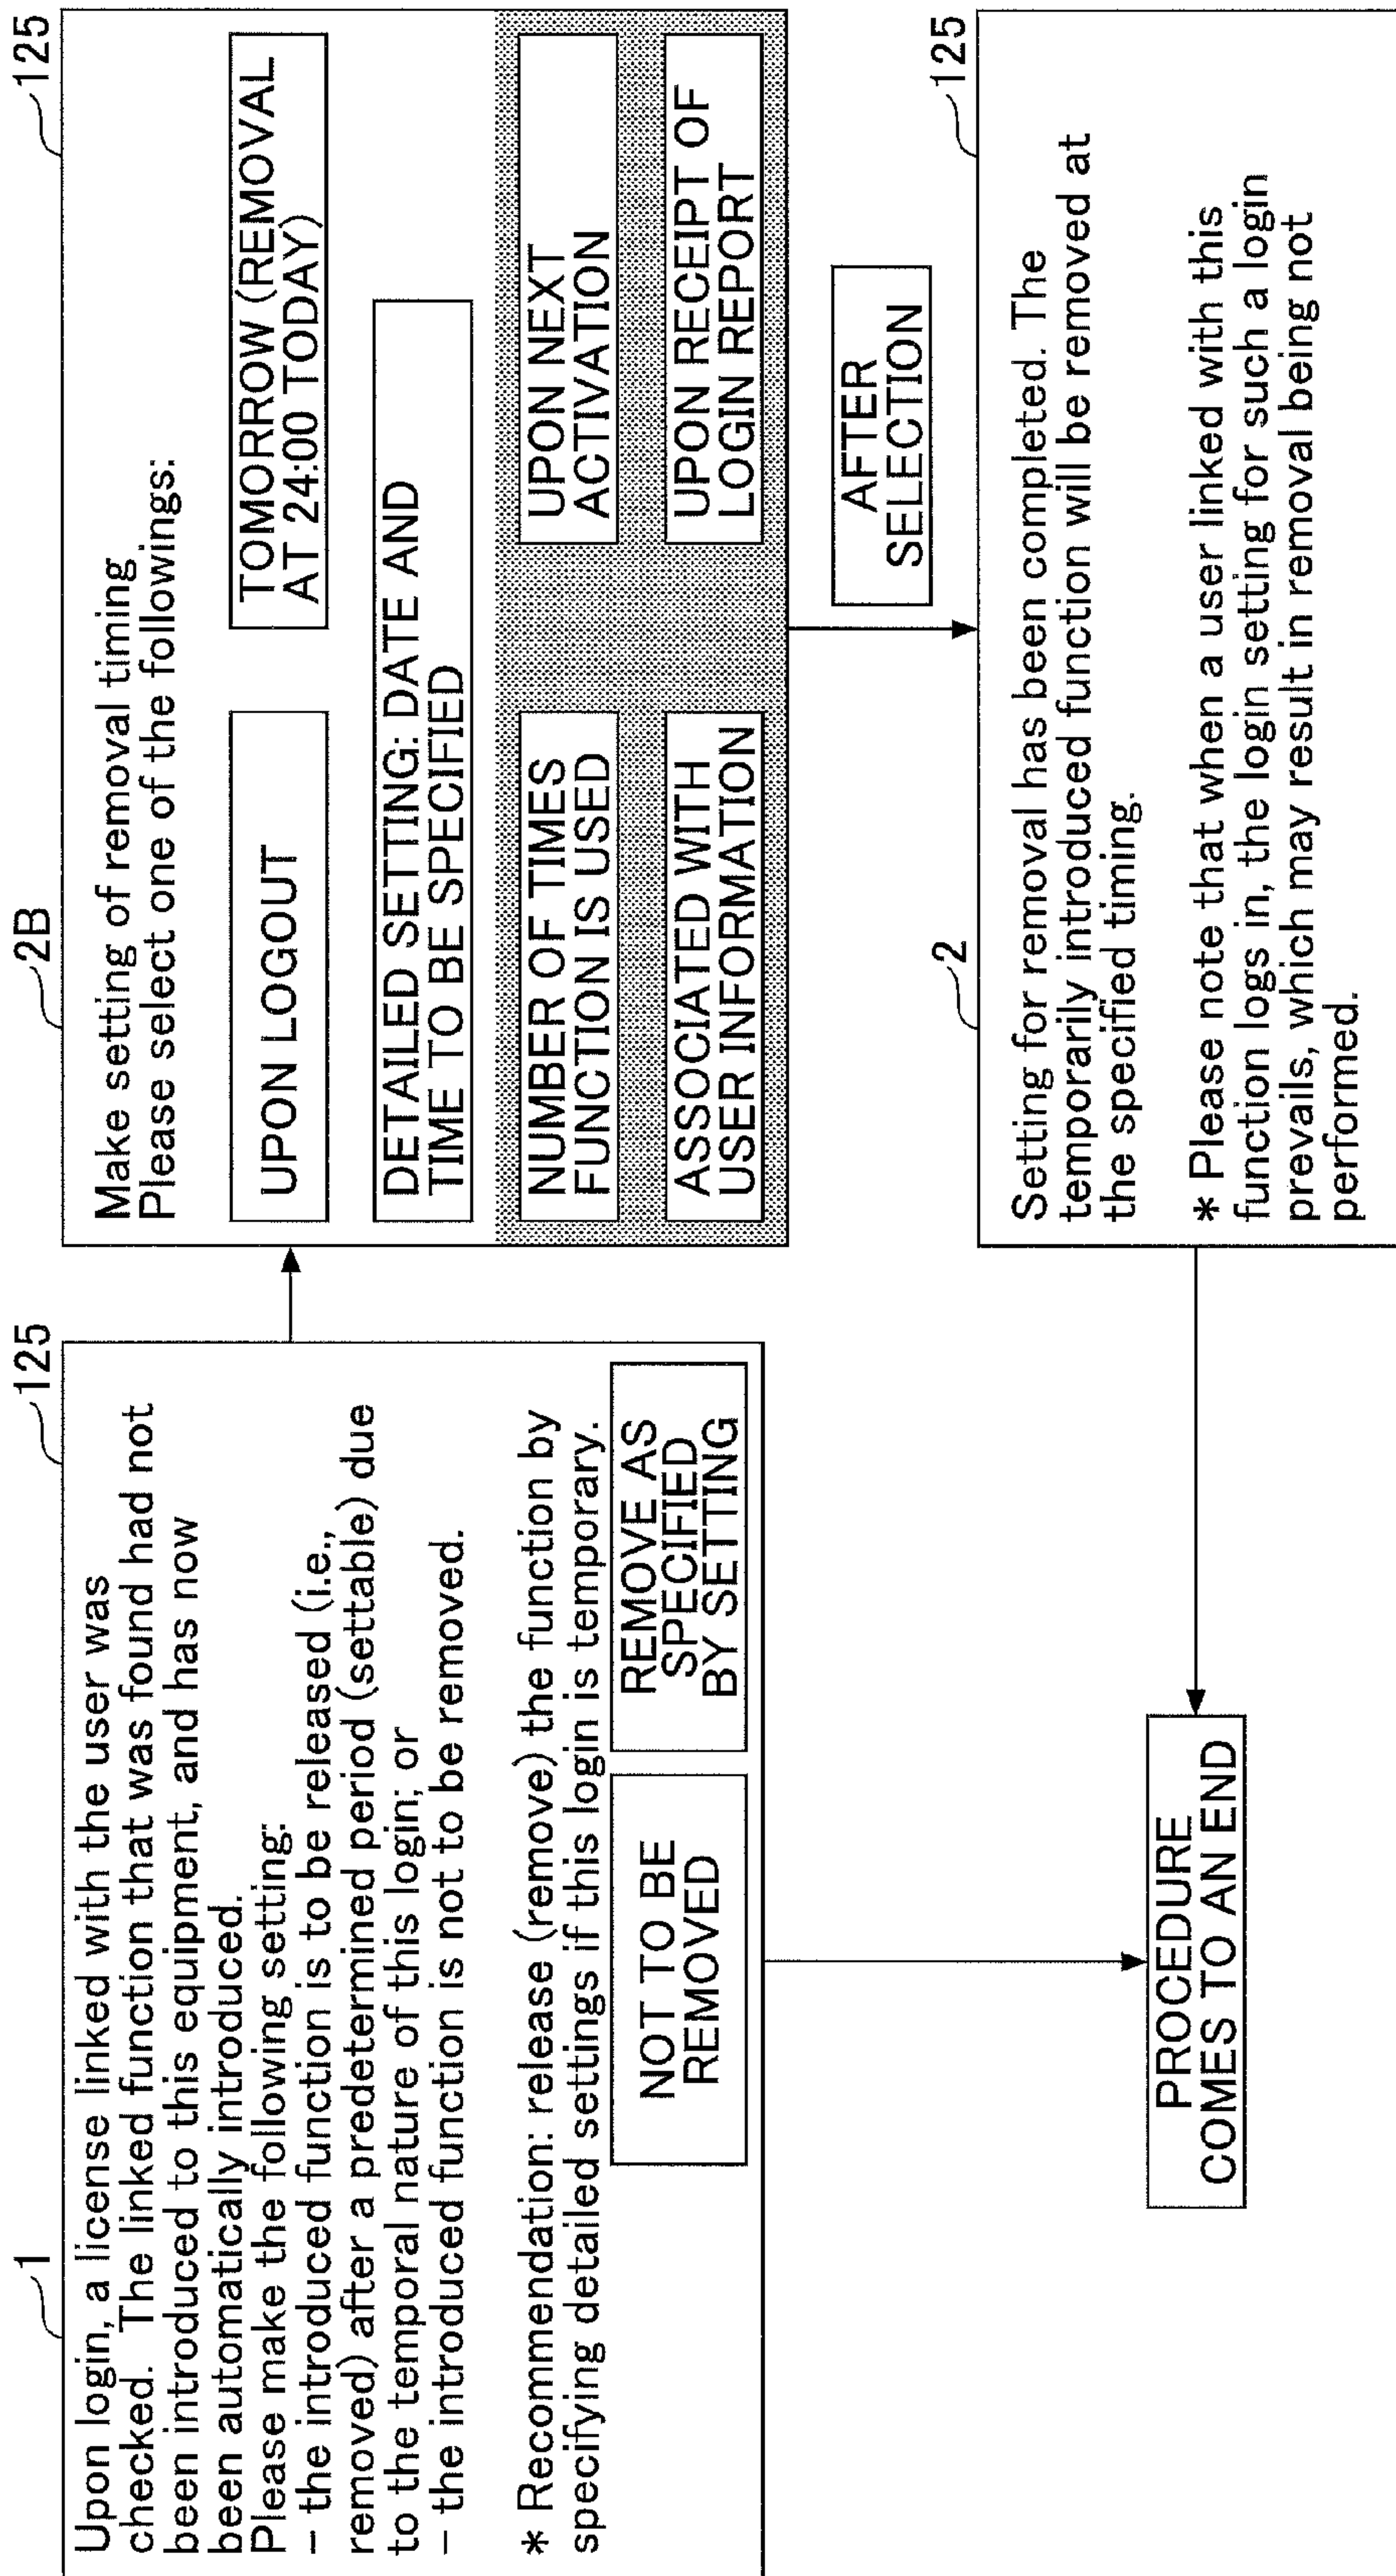 1
125
Upon login, a license linked with the user was
checked. The linked function that was found had not
been introduced to this equipment, and has now
been automatically introduced.
Please make the following setting:
– the introduced function is to be released (i.e.,
removed) after a predetermined period (settable) due
to the temporal nature of this login; or
– the introduced function is not to be removed.
* Recommendation: release (remove) the function by
specifying detailed settings if this login is temporary.
NOT TO BE
REMOVED
REMOVE AS
SPECIFIED
BY SETTING
2B
125
Make setting of removal timing
Please select one of the followings:
UPON LOGOUT
TOMORROW (REMOVAL
AT 24:00 TODAY)
DETAILED SETTING: DATE AND
TIME TO BE SPECIFIED
NUMBER OF TIMES
FUNCTION IS USED
UPON NEXT
ACTIVATION
ASSOCIATED WITH
USER INFORMATION
UPON RECEIPT OF
LOGIN REPORT
AFTER
SELECTION
2
125
Setting for removal has been completed. The
temporarily introduced function will be removed at
the specified timing.
* Please note that when a user linked with this
function logs in, the login setting for such a login
prevails, which may result in removal being not
performed.
PROCEDURE
COMES TO AN END